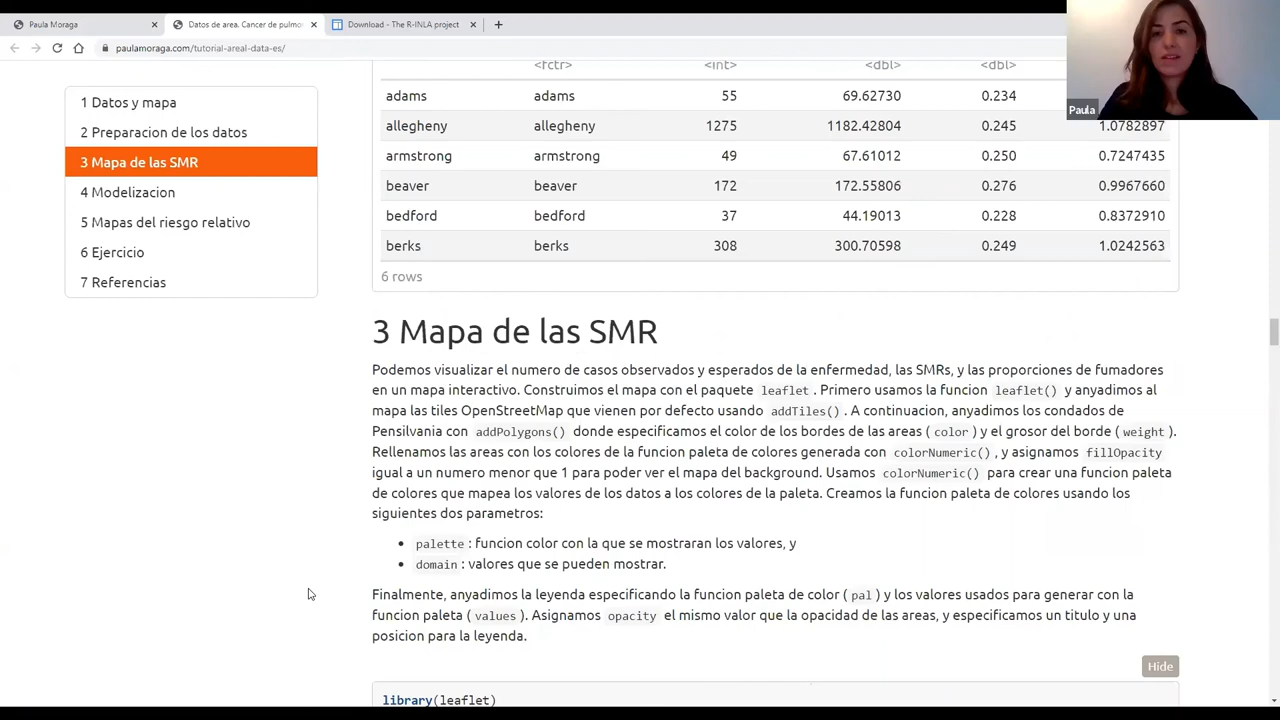 Paula Moraga
Datos de area. Cancer de pulmo
Download - The R-INLA project
paulamoraga.com/tutorial-areal-data-es/
Paula
1 Datos y mapa
2 Preparacion de los datos
3 Mapa de las SMR
4 Modelizacion
5 Mapas del riesgo relativo
6 Ejercicio
7 Referencias
<fctr> <int> <dbl> <dbl>
adams adams 55 69.62730 0.234
allegheny allegheny 1275 1182.42804 0.245 1.0782897
armstrong armstrong 49 67.61012 0.250 0.7247435
beaver beaver 172 172.55806 0.276 0.9967660
bedford bedford 37 44.19013 0.228 0.8372910
berks berks 308 300.70598 0.249 1.0242563
6 rows
3 Mapa de las SMR
Podemos visualizar el numero de casos observados y esperados de la enfermedad, las SMRs, y las proporciones de fumadores
en un mapa interactivo. Construimos el mapa con el paquete leaflet . Primero usamos la funcion leaflet() y anyadimos al
mapa las tiles OpenStreetMap que vienen por defecto usando addTiles() . A continuacion, anyadimos los condados de
Pensilvania con addPolygons() donde especificamos el color de los bordes de las areas ( color ) y el grosor del borde ( weight ).
Rellenamos las areas con los colores de la funcion paleta de colores generada con colorNumeric() , y asignamos fillOpacity
igual a un numero menor que 1 para poder ver el mapa del background. Usamos colorNumeric() para crear una funcion paleta
de colores que mapea los valores de los datos a los colores de la paleta. Creamos la funcion paleta de colores usando los
siguientes dos parametros:
• palette : funcion color con la que se mostraran los valores, y
• domain : valores que se pueden mostrar.
Finalmente, anyadimos la leyenda especificando la funcion paleta de color ( pal ) y los valores usados para generar con la
funcion paleta ( values ). Asignamos opacity el mismo valor que la opacidad de las areas, y especificamos un titulo y una
posicion para la leyenda.
Hide
library(leaflet)